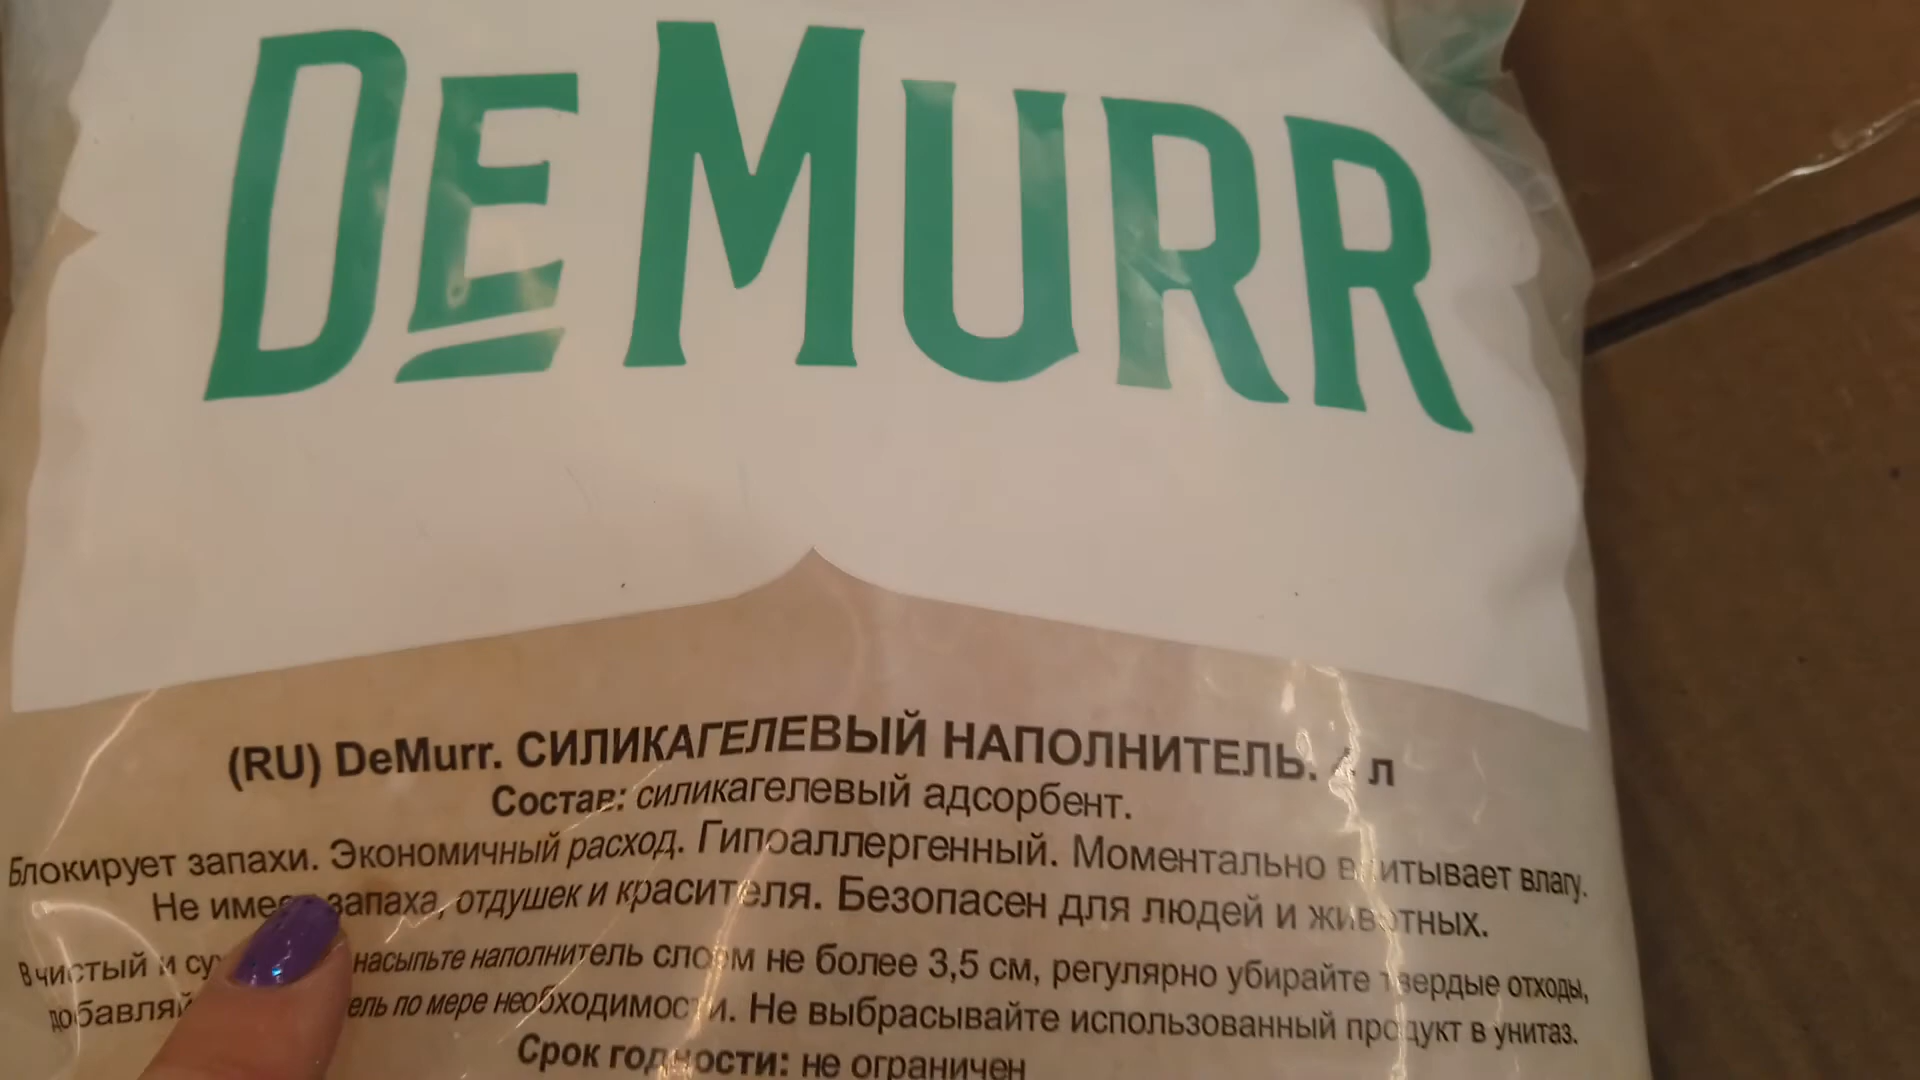 DEMURR
(RU) DeMurr. СИЛИКАГЕЛЕВЫЙ НАПОЛНИТЕЛЬ. л
Состав: силикагелевый адсорбент.
Блокирует запахи. Экономичный расход. Гипоаллергенный. Моментально впитывает влагу.
Не имеет запаха, отдушек и красителя. Безопасен для людей и животных.
В чистый и насыпьте наполнитель слоем не более 3,5 см, регулярно убирайте твердые отходы,
по мере необходимости. Не выбрасывайте использованный продукт в унитаз.
Срок годности: не ограничен